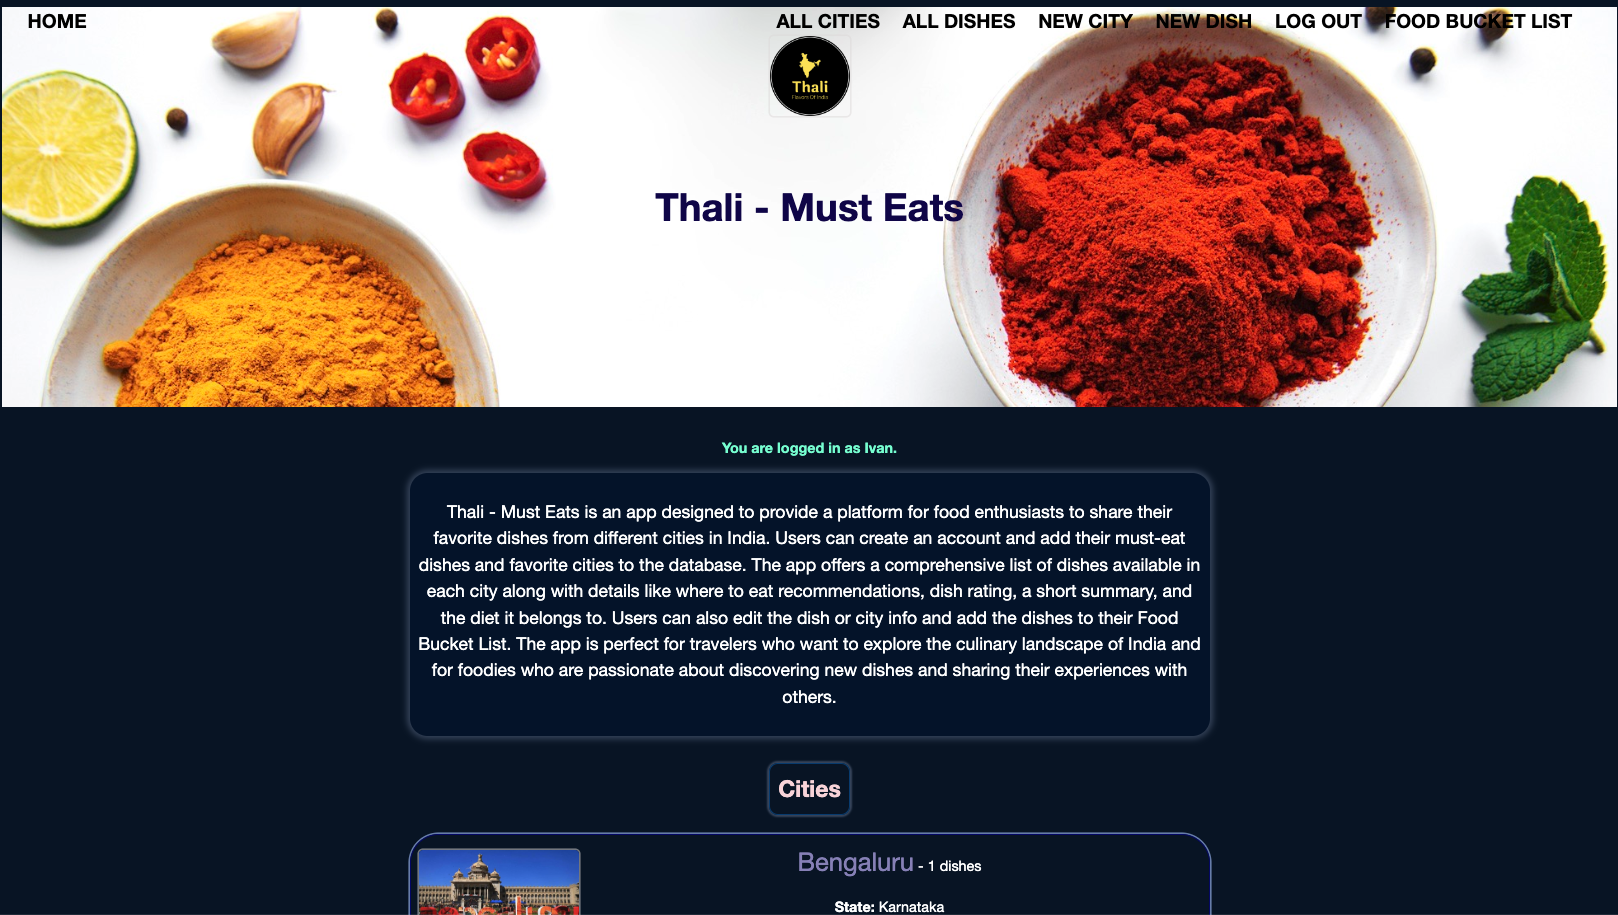 HOME
ALL CITIES ALL DISHES NEW CITY NEW DISH LOG OUT FOOD BUCKET LIST
Thali
Flavors Of India
Thali - Must Eats
You are logged in as Ivan.
Thali - Must Eats is an app designed to provide a platform for food enthusiasts to share their
favorite dishes from different cities in India. Users can create an account and add their must-eat
dishes and favorite cities to the database. The app offers a comprehensive list of dishes available in
each city along with details like where to eat recommendations, dish rating, a short summary, and
the diet it belongs to. Users can also edit the dish or city info and add the dishes to their Food
Bucket List. The app is perfect for travelers who want to explore the culinary landscape of India and
for foodies who are passionate about discovering new dishes and sharing their experiences with
others.
Cities
Bengaluru - 1 dishes
State: Karnataka